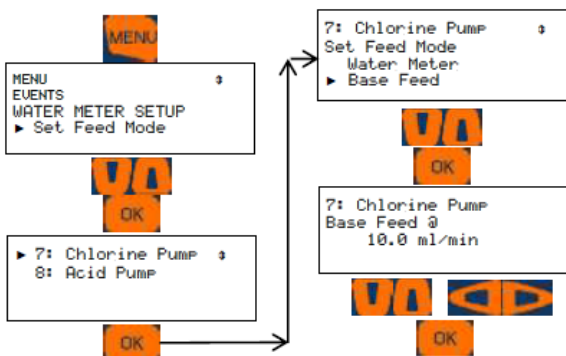 MENU
MENU
EVENTS
WATER METER SETUP
► Set Feed Mode
OK
► 7: Chlorine Pump
8: Acid Pump
OK
7: Chlorine Pump
Set Feed Mode
Water Meter
► Base Feed
OK
7: Chlorine Pump
Base Feed @
10.0 ml/min
OK